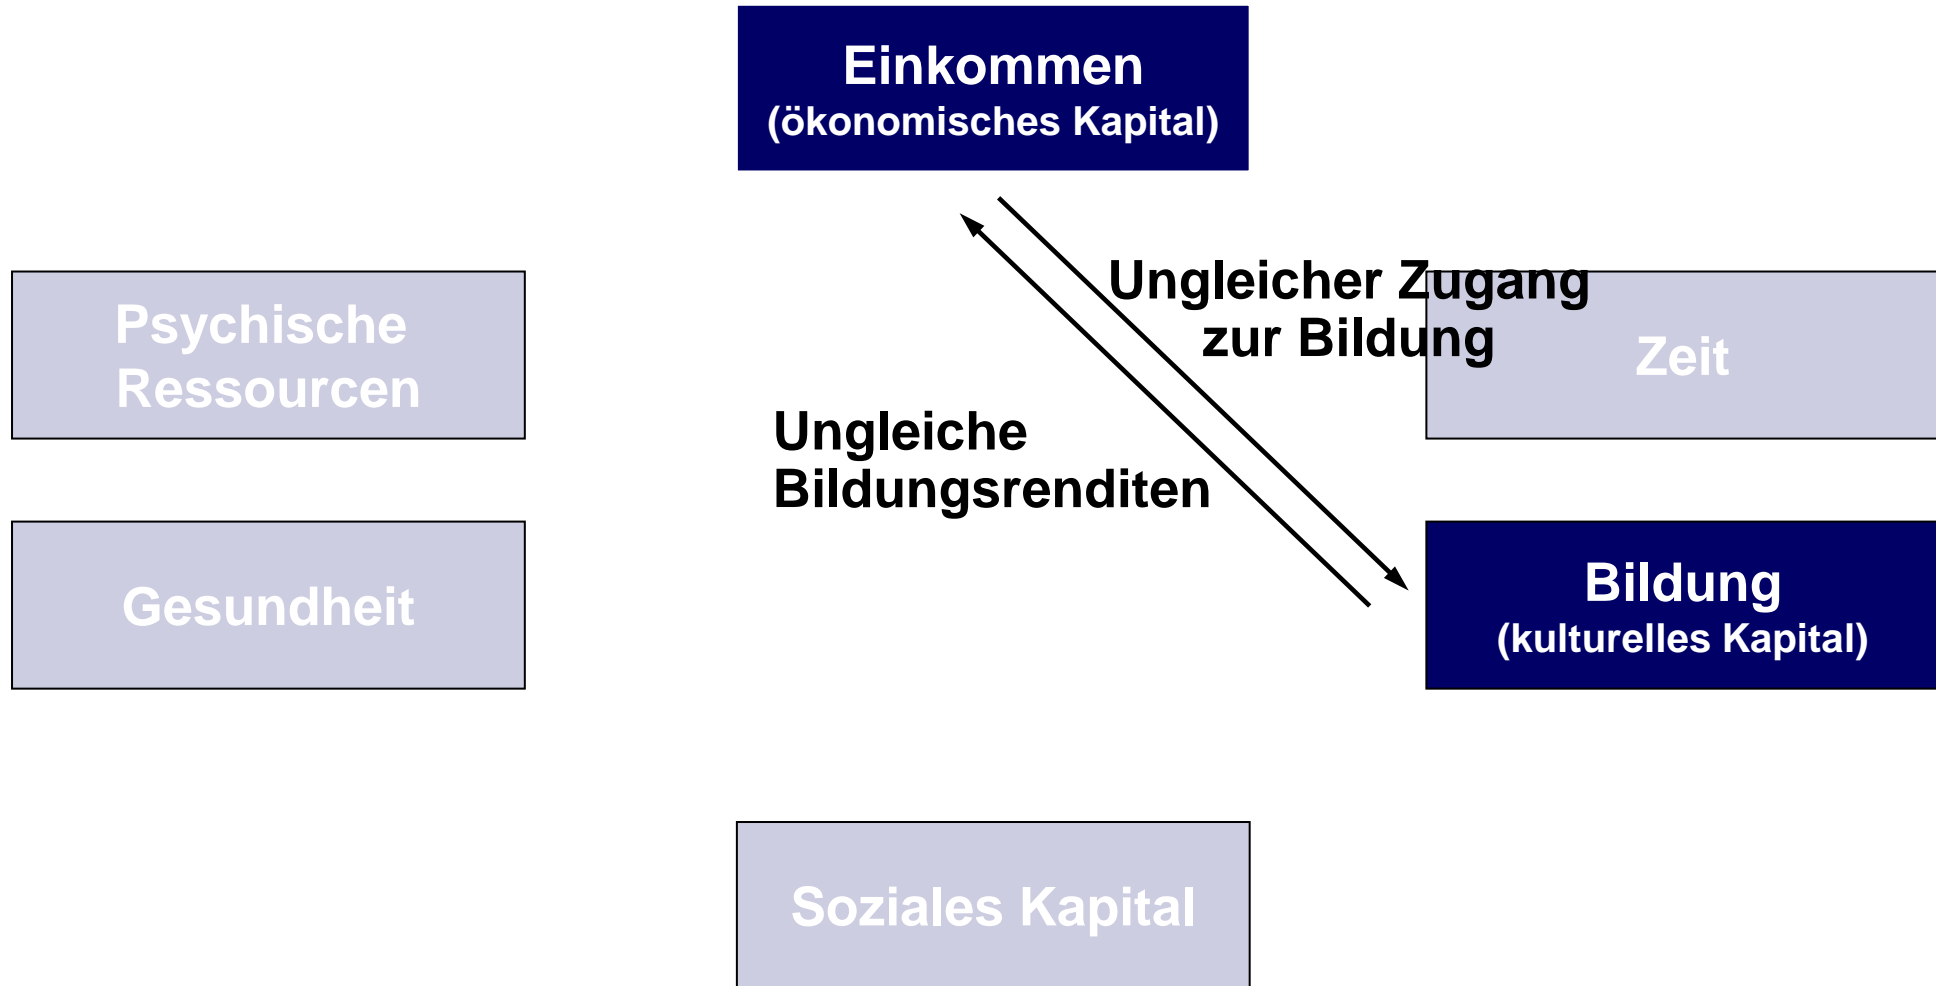 Einkommen
(ökonomisches Kapital)
Ungleicher Zugang
zur Bildung
Psychische
Ressourcen
Zeit
Ungleiche
Bildungsrenditen
Gesundheit
Bildung
(kulturelles Kapital)
Soziales Kapital